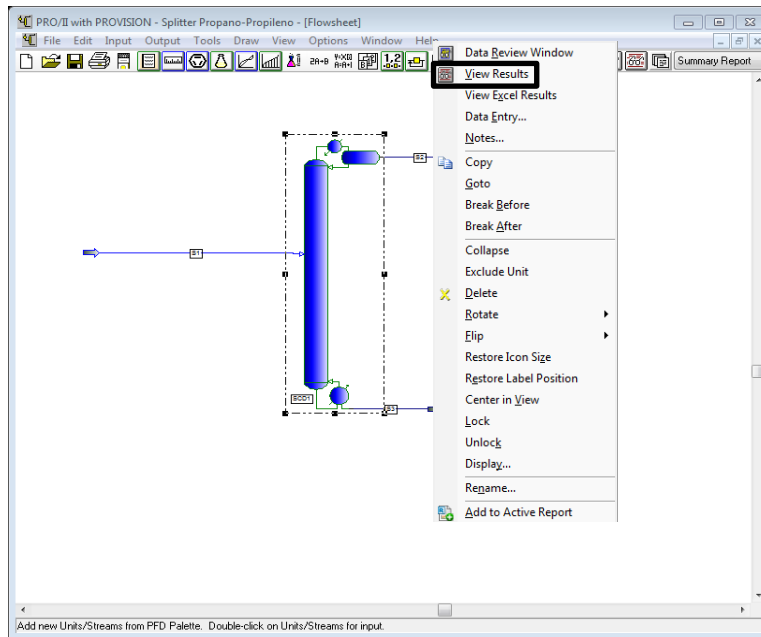 PRO/II with PROVISION - Splitter Propano-Propileno - [Flowsheet]
File Edit Input Output Tools Draw View Options Window Help
Summary Report
Data Review Window
View Results
View Excel Results
Data Entry...
Notes...
Copy
Goto
Break Before
Break After
Collapse
Exclude Unit
Delete
Rotate
Flip
Restore Icon Size
Restore Label Position
Center in View
Lock
Unlock
Display...
Rename...
Add to Active Report
S2
S1
SCD1
S3
Add new Units/Streams from PFD Palette. Double-click on Units/Streams for input.